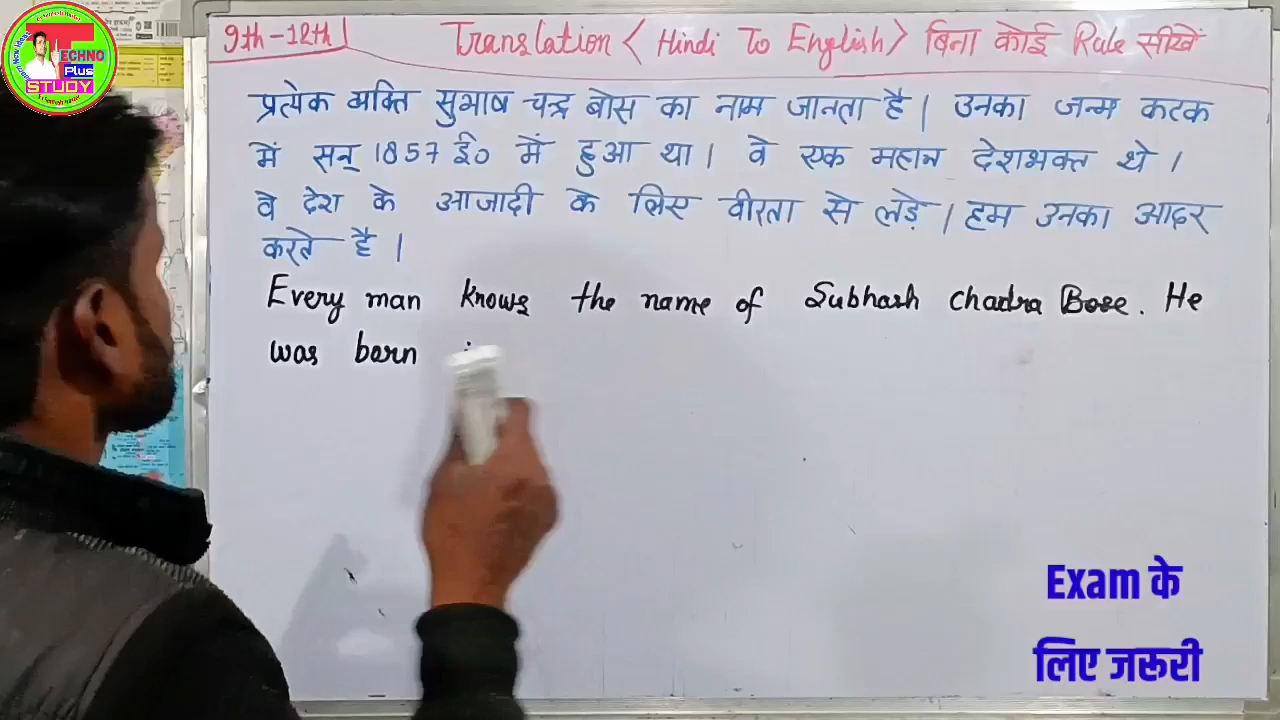 TECHNO
Plus
STUDY
9th-12th
Translation < Hindi To English > बिना कोई Rule सीखें
प्रत्येक व्यक्ति सुभाष चन्द्र बोस का नाम जानता है। उनका जन्म कटक
में सन् 1857 ई० में हुआ था। वे एक महान देशभक्त थे।
वे देश के आजादी के लिए वीरता से लड़े। हम उनका आदर
करते है।
Every man knows the name of Subhash chadra Bose. He
was born
Exam के
लिए जरूरी